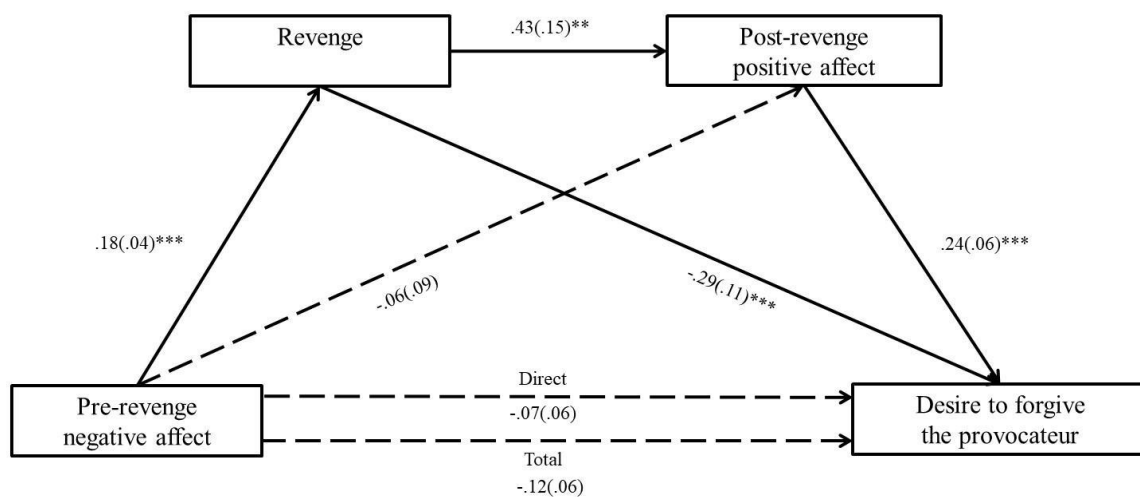 Revenge
.43(.15)**
Post-revenge
positive affect
.18(.04)***
-.06(.09)
-.29(.11)***
.24(.06)***
Pre-revenge
negative affect
Direct
-.07(.06)
Total
-.12(.06)
Desire to forgive
the provocateur